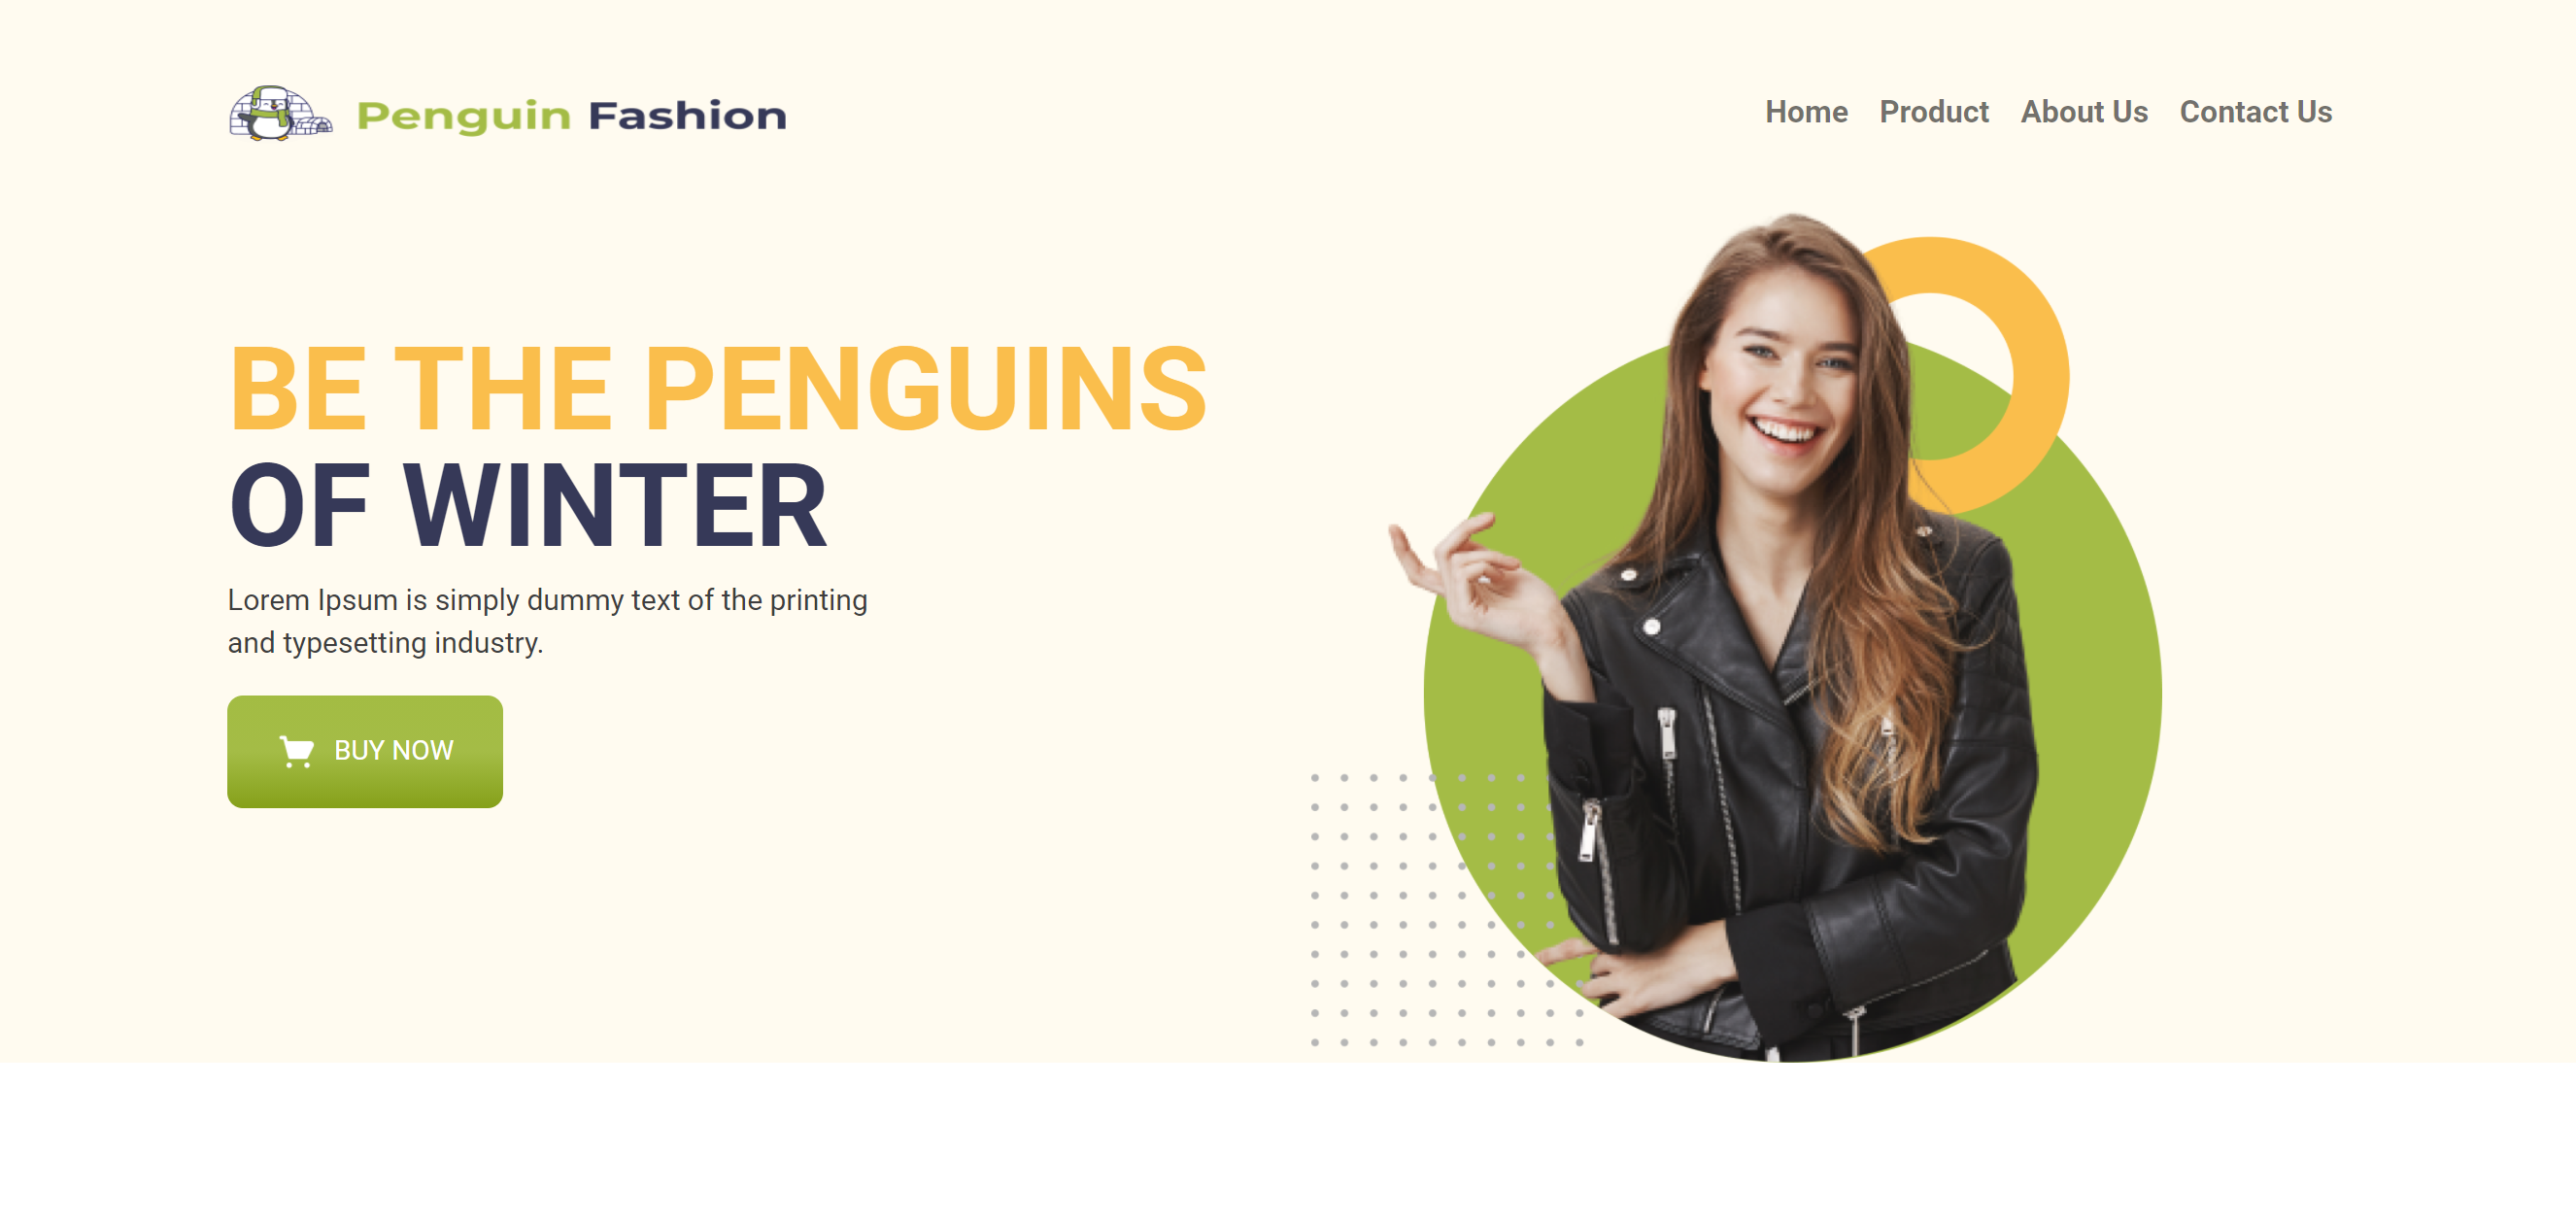 Penguin Fashion
Home Product About Us Contact Us
BE THE PENGUINS
OF WINTER
Lorem Ipsum is simply dummy text of the printing
and typesetting industry.
BUY NOW